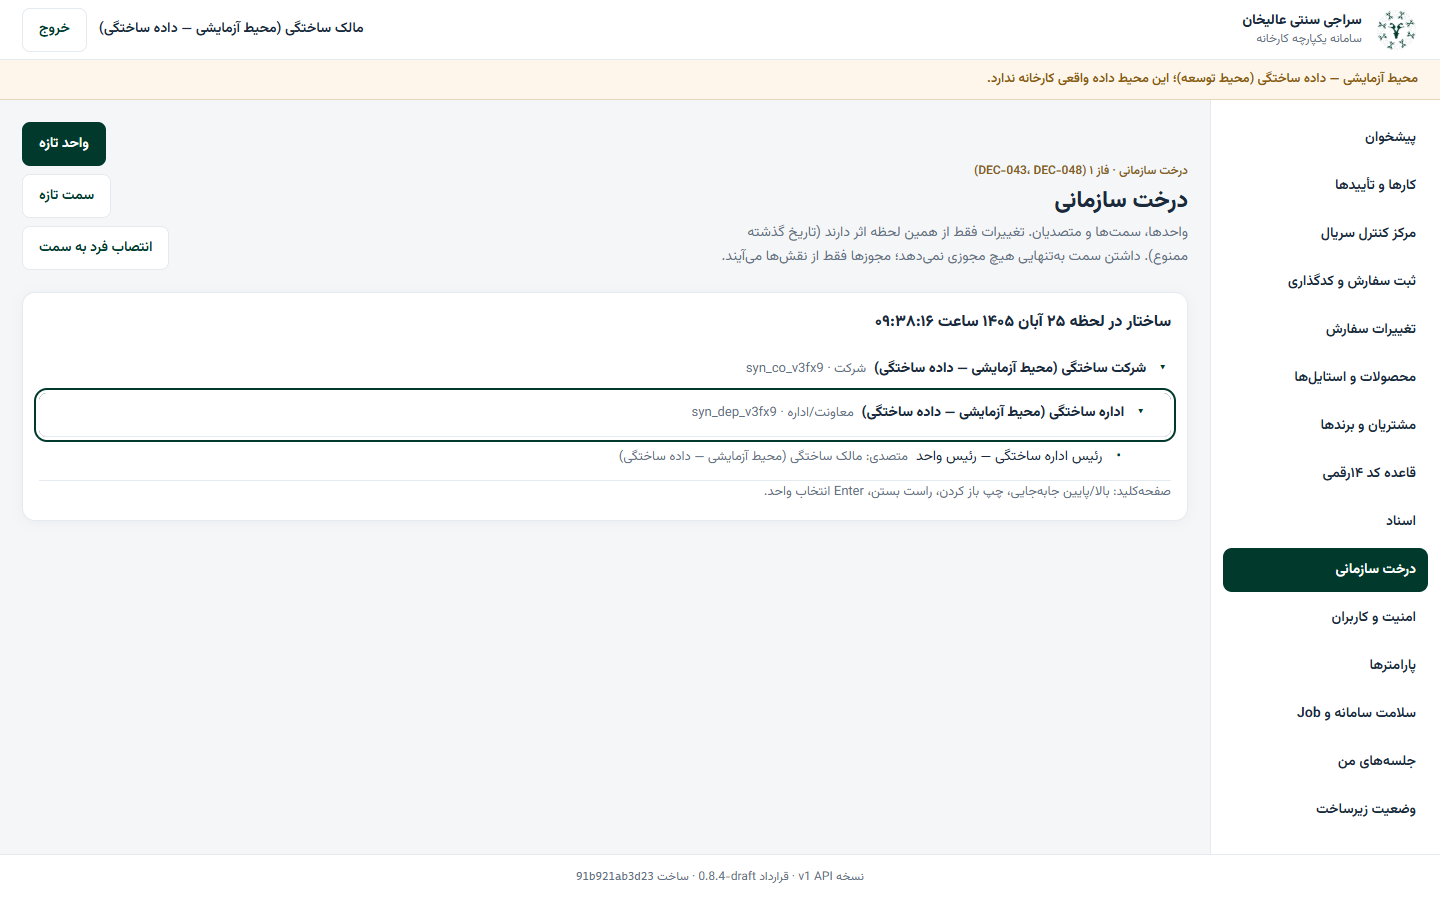 سراجی سنتی عالیخان
سامانه یکپارچه کارخانه
مالک ساختگی (محیط آزمایشی — داده ساختگی)
خروج
محیط آزمایشی — داده ساختگی (محیط توسعه)؛ این محیط داده واقعی کارخانه ندارد.
پیشخوان
کارها و تأییدها
مرکز کنترل سریال
ثبت سفارش و کدگذاری
تغییرات سفارش
محصولات و استایل‌ها
مشتریان و برندها
قاعده کد ۱۴رقمی
اسناد
درخت سازمانی
امنیت و کاربران
پارامترها
سلامت سامانه و Job
جلسه‌های من
وضعیت زیرساخت
درخت سازمانی · فاز ۱ (DEC-043، DEC-048)
درخت سازمانی
واحدها، سمت‌ها و متصدیان. تغییرات فقط از همین لحظه اثر دارند (تاریخ گذشته
ممنوع). داشتن سمت به‌تنهایی هیچ مجوزی نمی‌دهد؛ مجوزها فقط از نقش‌ها می‌آیند.
واحد تازه
سمت تازه
انتصاب فرد به سمت
ساختار در لحظه ۲۵ آبان ۱۴۰۵ ساعت ۰۹:۳۸:۱۶
▾ شرکت ساختگی (محیط آزمایشی — داده ساختگی) شرکت · syn_co_v3fx9
▾ اداره ساختگی (محیط آزمایشی — داده ساختگی) معاونت/اداره · syn_dep_v3fx9
• رئیس اداره ساختگی — رئیس واحد متصدی: مالک ساختگی (محیط آزمایشی — داده ساختگی)
صفحه‌کلید: بالا/پایین جابه‌جایی، چپ باز کردن، راست بستن، Enter انتخاب واحد.
نسخه v1 API · قرارداد 0.8.4-draft · ساخت 91b921ab3d23